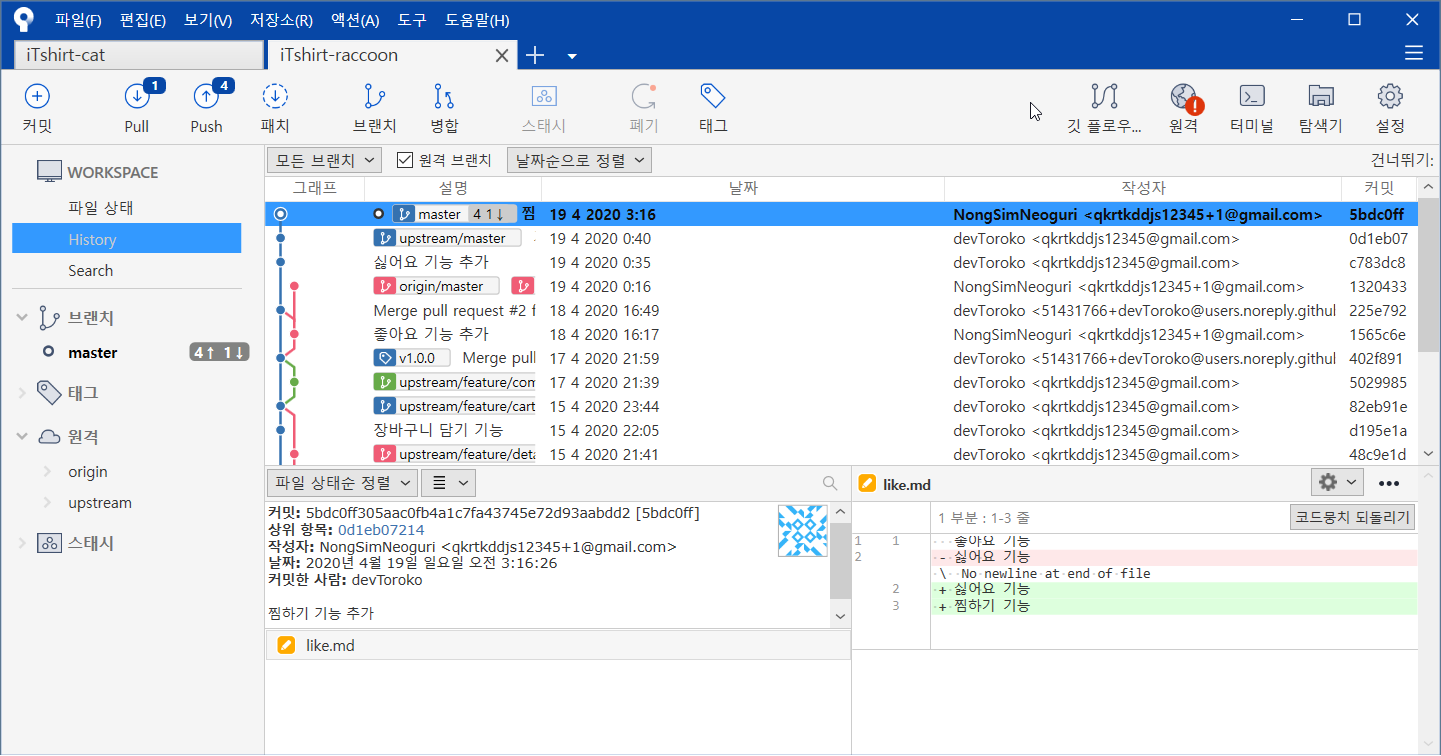 파일(F) 편집(E) 보기(V) 저장소(R) 액션(A) 도구 도움말(H)
iTshirt-cat iTshirt-raccoon
1 4
커밋 Pull Push 패치 브랜치 병합 스태시 폐기 태그 깃 플로우... 원격 터미널 탐색기 설정
WORKSPACE
파일 상태
History
Search
브랜치
master 4↑ 1↓
태그
원격
origin
upstream
스태시
모든 브랜치 원격 브랜치 날짜순으로 정렬 건너뛰기:
그래프 설명 날짜 작성자 커밋
master 4 1↓ 찜 19 4 2020 3:16 NongSimNeoguri <qkrtkddjs12345+1@gmail.com> 5bdc0ff
upstream/master 19 4 2020 0:40 devToroko <qkrtkddjs12345@gmail.com> 0d1eb07
싫어요 기능 추가 19 4 2020 0:35 devToroko <qkrtkddjs12345@gmail.com> c783dc8
origin/master 19 4 2020 0:16 NongSimNeoguri <qkrtkddjs12345+1@gmail.com> 1320433
Merge pull request #2 f 18 4 2020 16:49 devToroko <51431766+devToroko@users.noreply.githul 225e792
좋아요 기능 추가 18 4 2020 16:17 NongSimNeoguri <qkrtkddjs12345+1@gmail.com> 1565c6e
v1.0.0 Merge pull 17 4 2020 21:59 devToroko <51431766+devToroko@users.noreply.githul 402f891
upstream/feature/com 17 4 2020 21:39 devToroko <qkrtkddjs12345@gmail.com> 5029985
upstream/feature/cart 15 4 2020 23:44 devToroko <qkrtkddjs12345@gmail.com> 82eb91e
장바구니 담기 기능 15 4 2020 22:05 devToroko <qkrtkddjs12345@gmail.com> d195e1a
upstream/feature/deta 15 4 2020 21:41 devToroko <qkrtkddjs12345@gmail.com> 48c9e1d
파일 상태순 정렬
커밋: 5bdc0ff305aac0fb4a1c7fa43745e72d93aabdd2 [5bdc0ff]
상위 항목: 0d1eb07214
작성자: NongSimNeoguri <qkrtkddjs12345+1@gmail.com>
날짜: 2020년 4월 19일 일요일 오전 3:16:26
커밋한 사람: devToroko
찜하기 기능 추가
like.md
like.md
1 부분 : 1-3 줄 코드뭉치 되돌리기
1 1 좋아요 기능
2 - 싫어요 기능
\ No newline at end of file
2 + 싫어요 기능
3 + 찜하기 기능